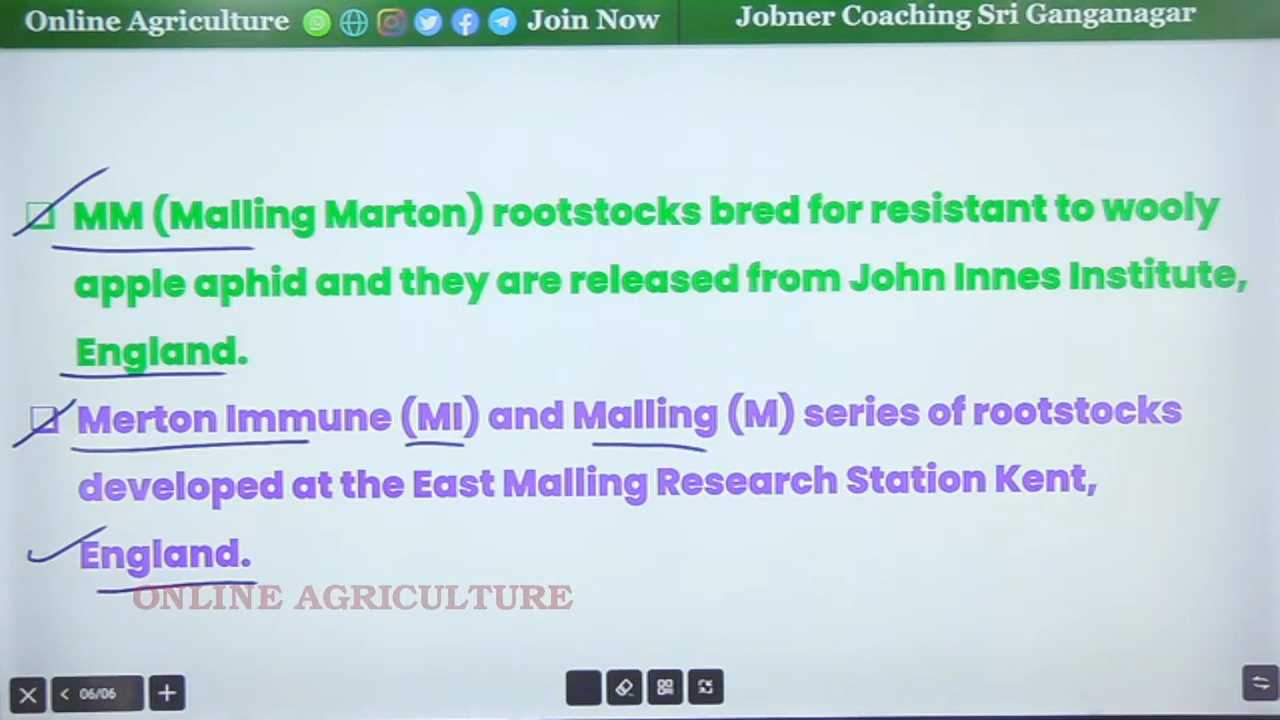 Online Agriculture Join Now Jobner Coaching Sri Ganganagar
MM (Malling Marton) rootstocks bred for resistant to wooly
apple aphid and they are released from John Innes Institute,
England.
Merton Immune (MI) and Malling (M) series of rootstocks
developed at the East Malling Research Station Kent,
England.
ONLINE AGRICULTURE
06/06